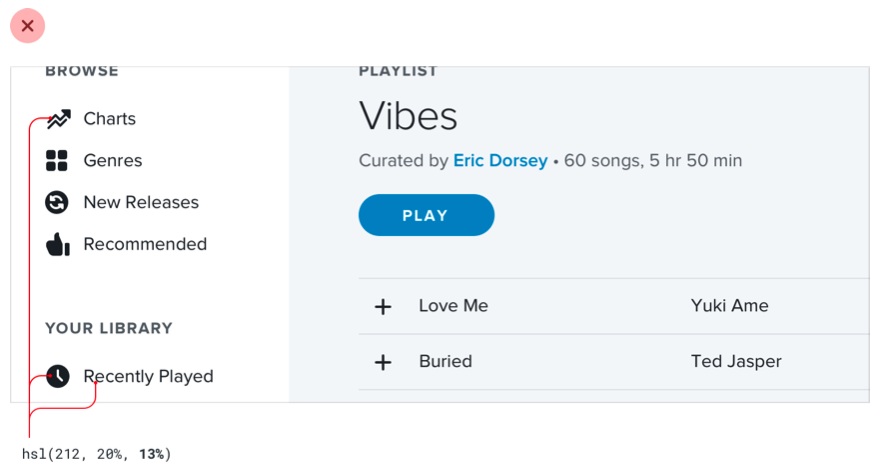 BROWSE
Charts
Genres
New Releases
Recommended
YOUR LIBRARY
Recently Played
PLAYLIST
Vibes
Curated by Eric Dorsey • 60 songs, 5 hr 50 min
PLAY
Love Me Yuki Ame
Buried Ted Jasper
hsl(212, 20%, 13%)